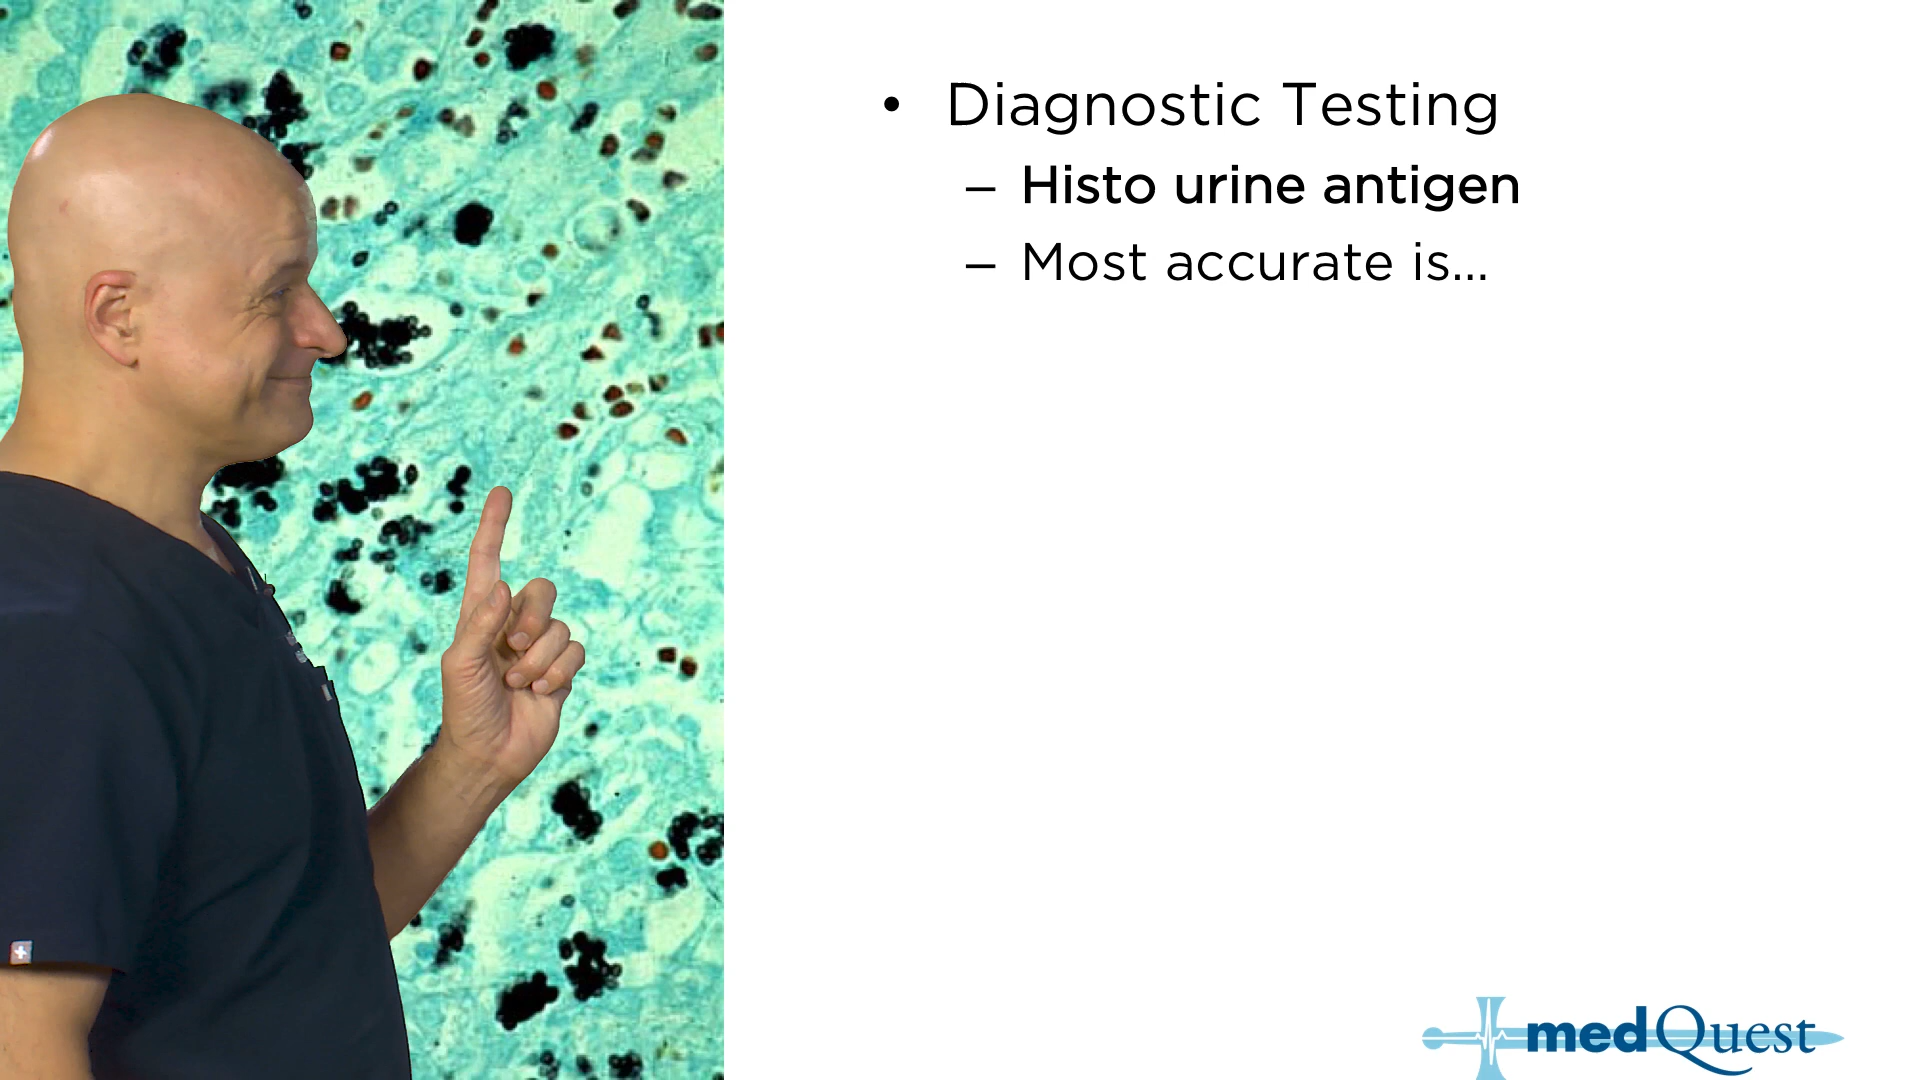 • Diagnostic Testing
– Histo urine antigen
– Most accurate is...
medQuest